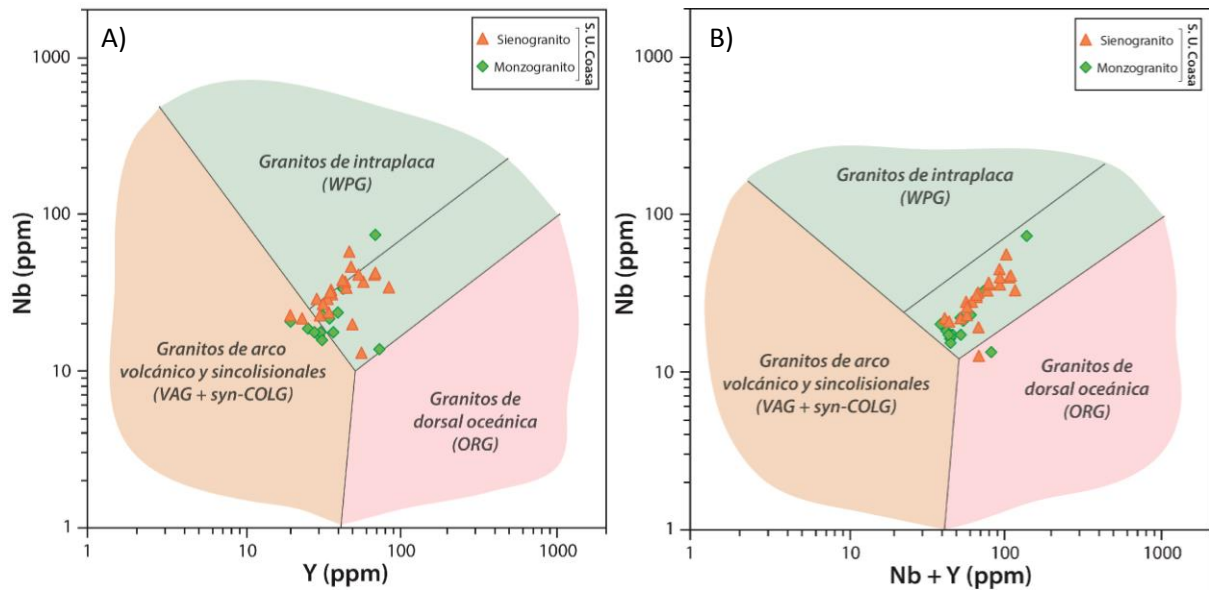 A)
Sienogranito
Monzogranito
S. U. Coasa
1000
100
10
1
Nb (ppm)
Granitos de intraplaca
(WPG)
Granitos de arco
volcánico y sincolisionales
(VAG + syn-COLG)
Granitos de
dorsal oceánica
(ORG)
1
10
100
1000
Y (ppm)
B)
Sienogranito
Monzogranito
S. U. Coasa
1000
100
10
1
Nb (ppm)
Granitos de intraplaca
(WPG)
Granitos de arco
volcánico y sincolisionales
(VAG + syn-COLG)
Granitos de
dorsal oceánica
(ORG)
1
10
100
1000
Nb + Y (ppm)